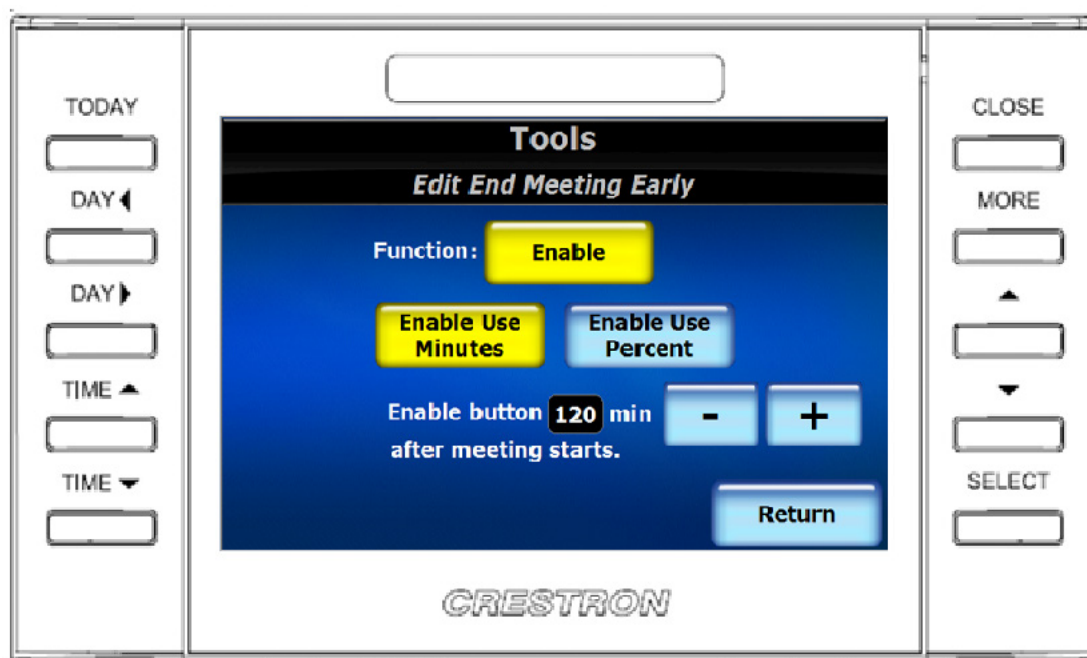 TODAY
DAY
DAY
TIME
TIME
Tools
Edit End Meeting Early
Function: Enable
Enable Use Minutes
Enable Use Percent
Enable button 120 min - +
after meeting starts.
Return
CRESTRON
CLOSE
MORE
SELECT